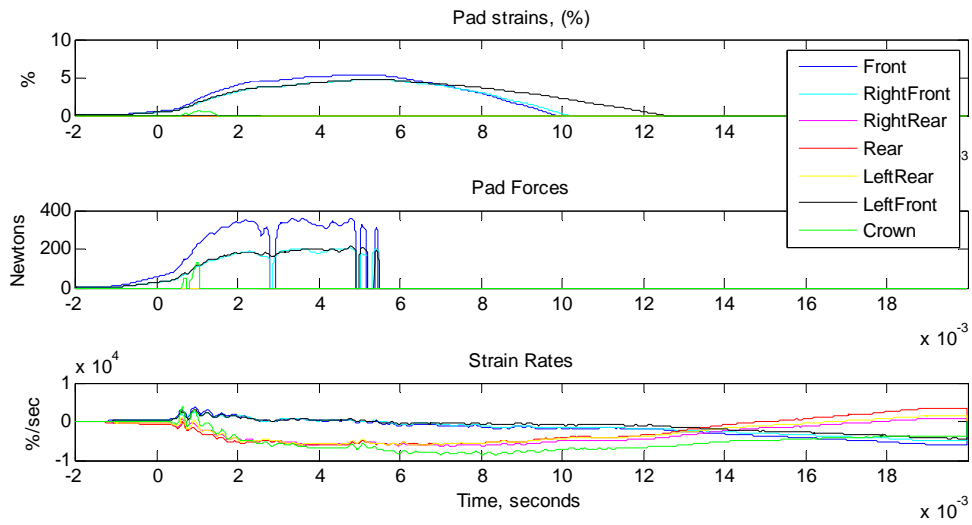 Pad strains, (%)
10
5
0
%
-2 0 2 4 6 8 10 12 14 16 18
Front
RightFront
RightRear
Rear
LeftRear
LeftFront
Crown
Pad Forces
400
200
0
Newtons
-2 0 2 4 6 8 10 12 14 16 18
x 10 -3
Strain Rates
x 10 4
1
0
-1
%/sec
-2 0 2 4 6 8 10 12 14 16 18
Time, seconds
x 10 -3